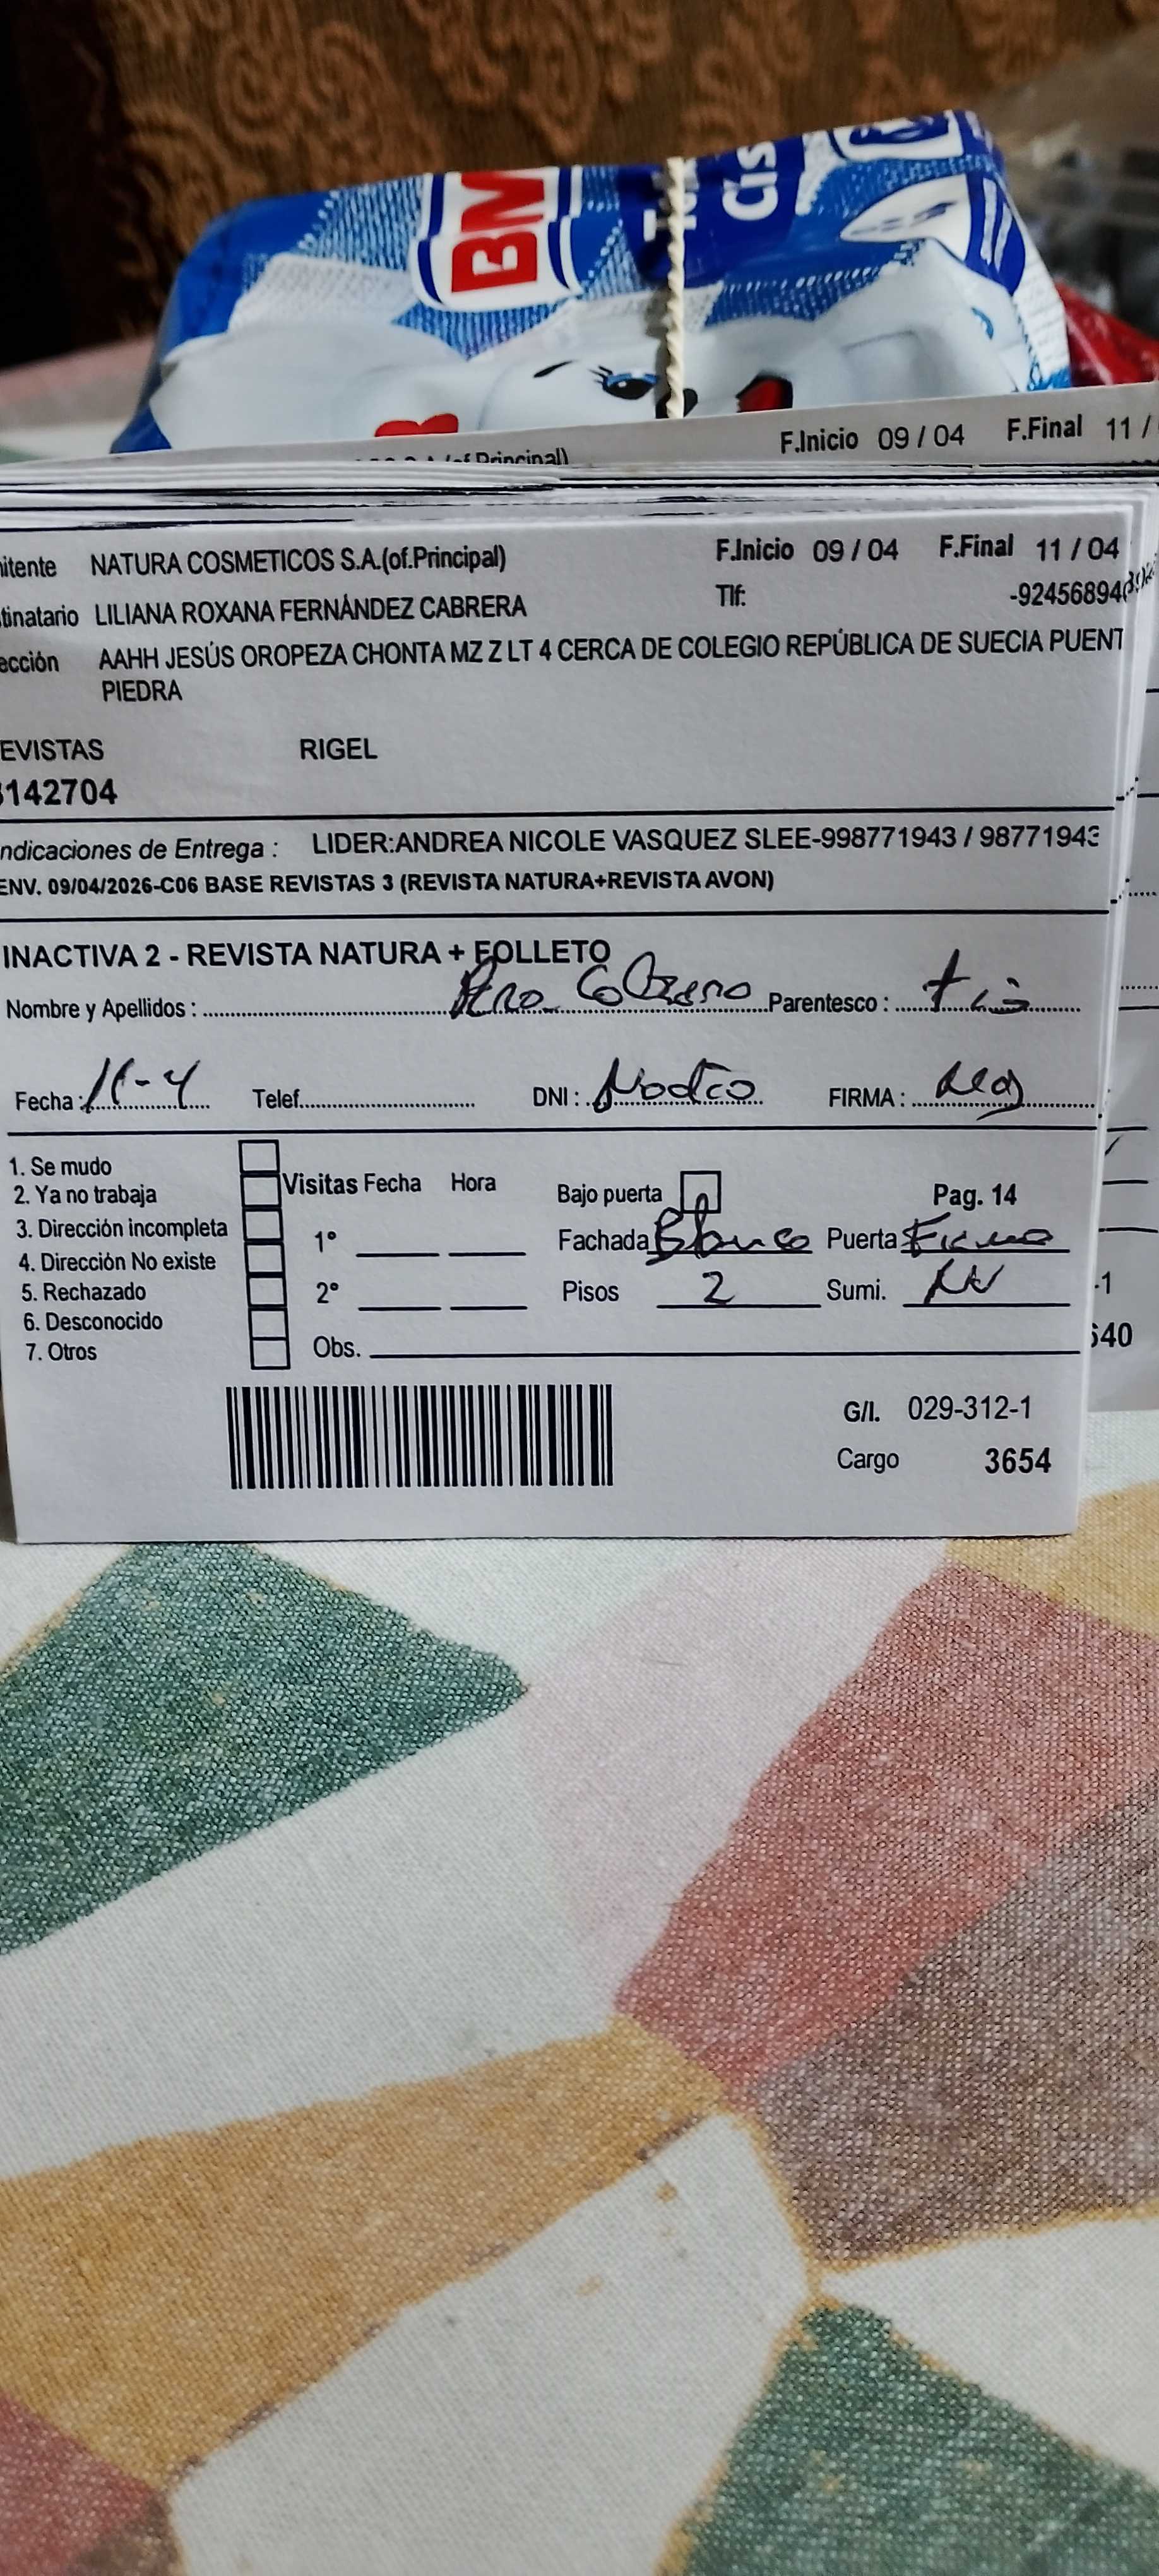 BM
F.Inicio 09 / 04 F.Final 11 /
mitente NATURA COSMETICOS S.A.(of.Principal) F.Inicio 09 / 04 F.Final 11 / 04
tinatario LILIANA ROXANA FERNÁNDEZ CABRERA Tlf: -92456894
ección AAHH JESÚS OROPEZA CHONTA MZ Z LT 4 CERCA DE COLEGIO REPÚBLICA DE SUECIA PUENT
PIEDRA
EVISTAS RIGEL
142704
ndicaciones de Entrega : LIDER:ANDREA NICOLE VASQUEZ SLEE-998771943 / 98771943
ENV. 09/04/2026-C06 BASE REVISTAS 3 (REVISTA NATURA+REVISTA AVON)
INACTIVA 2 - REVISTA NATURA + FOLLETO
Nombre y Apellidos : Parentesco :
Fecha : Telef. DNI : FIRMA :
1. Se mudo
2. Ya no trabaja Visitas Fecha Hora Bajo puerta Pag. 14
3. Dirección incompleta 1° Fachada Blanco Puerta
4. Dirección No existe
5. Rechazado 2° Pisos 2 Sumi.
6. Desconocido
7. Otros Obs.
-1
640
G/I. 029-312-1
Cargo 3654